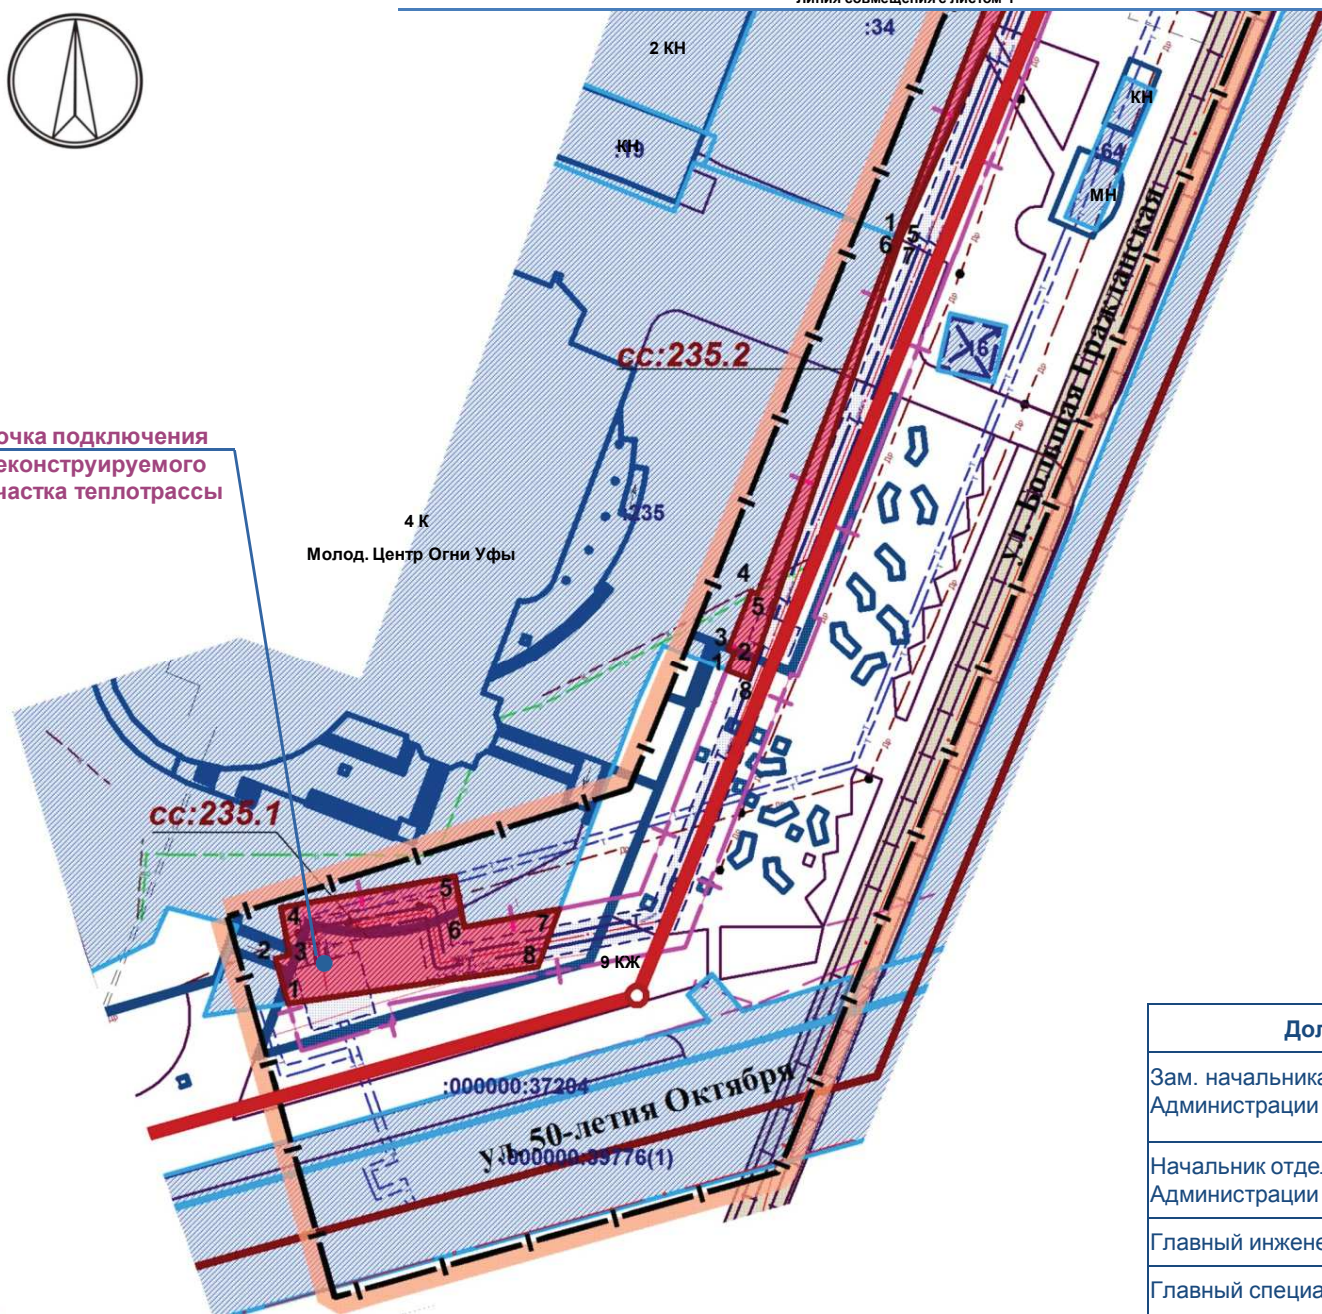 линия совмещения с листом 1
:34
2 КН
КН
КН
:19
:64
МН
1
6
5
7
:16
ул. Большая Гражданская
сс:235.2
очка подключения
еконструируемого
частка теплотрассы
4 К
:235
Молод. Центр Огни Уфы
4
5
3
2
1
8
сс:235.1
5
4
7
6
2
3
8
9 КЖ
1
:000000:37204
ул. 50-летия Октября
:000000:39776(1)
Дол
Зам. начальника
Администрации
Начальник отдел
Администрации
Главный инжене
Главный специа